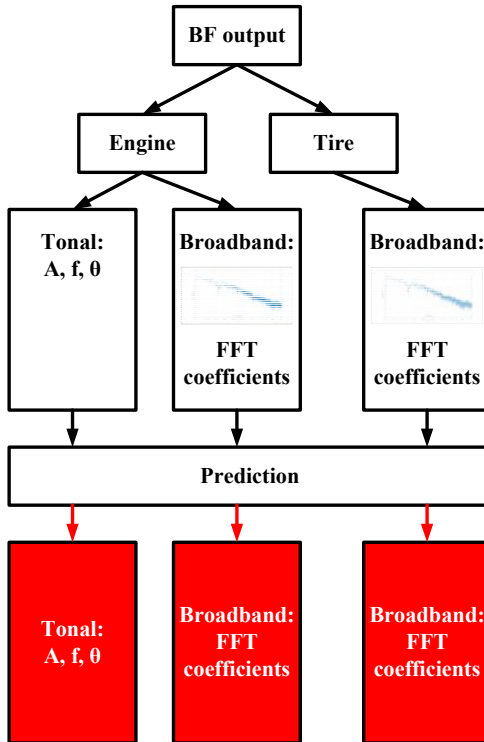 BF output
Engine
Tire
Tonal:
A, f, θ
Broadband:
FFT
coefficients
Broadband:
FFT
coefficients
Prediction
Tonal:
A, f, θ
Broadband:
FFT
coefficients
Broadband:
FFT
coefficients